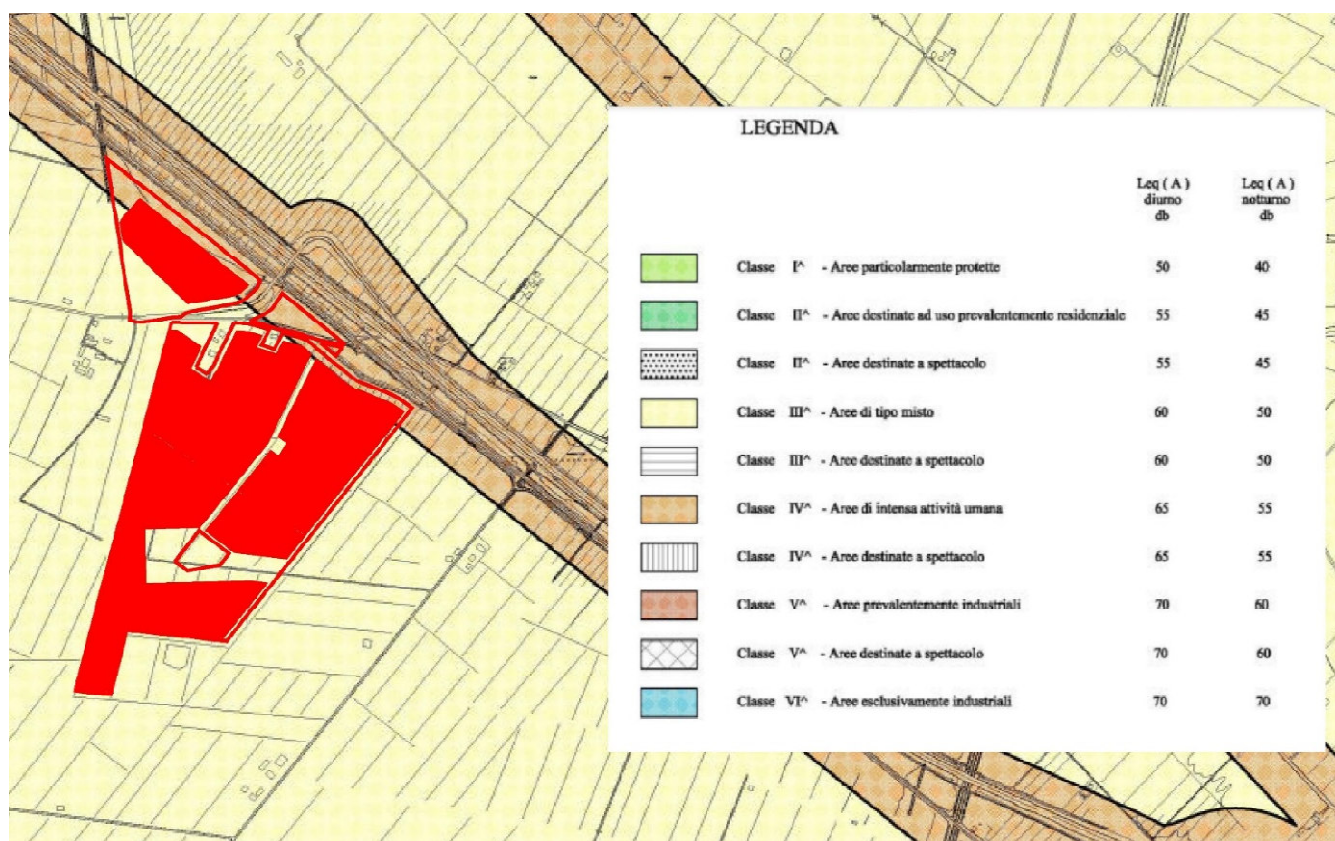 LEGENDA
Leq ( A ) diurno db
Leq ( A ) notturno db
Classe I^ - Aree particolarmente protette 50 40
Classe II^ - Aree destinate ad uso prevalentemente residenziale 55 45
Classe II^ - Aree destinate a spettacolo 55 45
Classe III^ - Aree di tipo misto 60 50
Classe III^ - Aree destinate a spettacolo 60 50
Classe IV^ - Aree di intensa attività umana 65 55
Classe IV^ - Aree destinate a spettacolo 65 55
Classe V^ - Aree prevalentemente industriali 70 60
Classe V^ - Aree destinate a spettacolo 70 60
Classe VI^ - Aree esclusivamente industriali 70 70